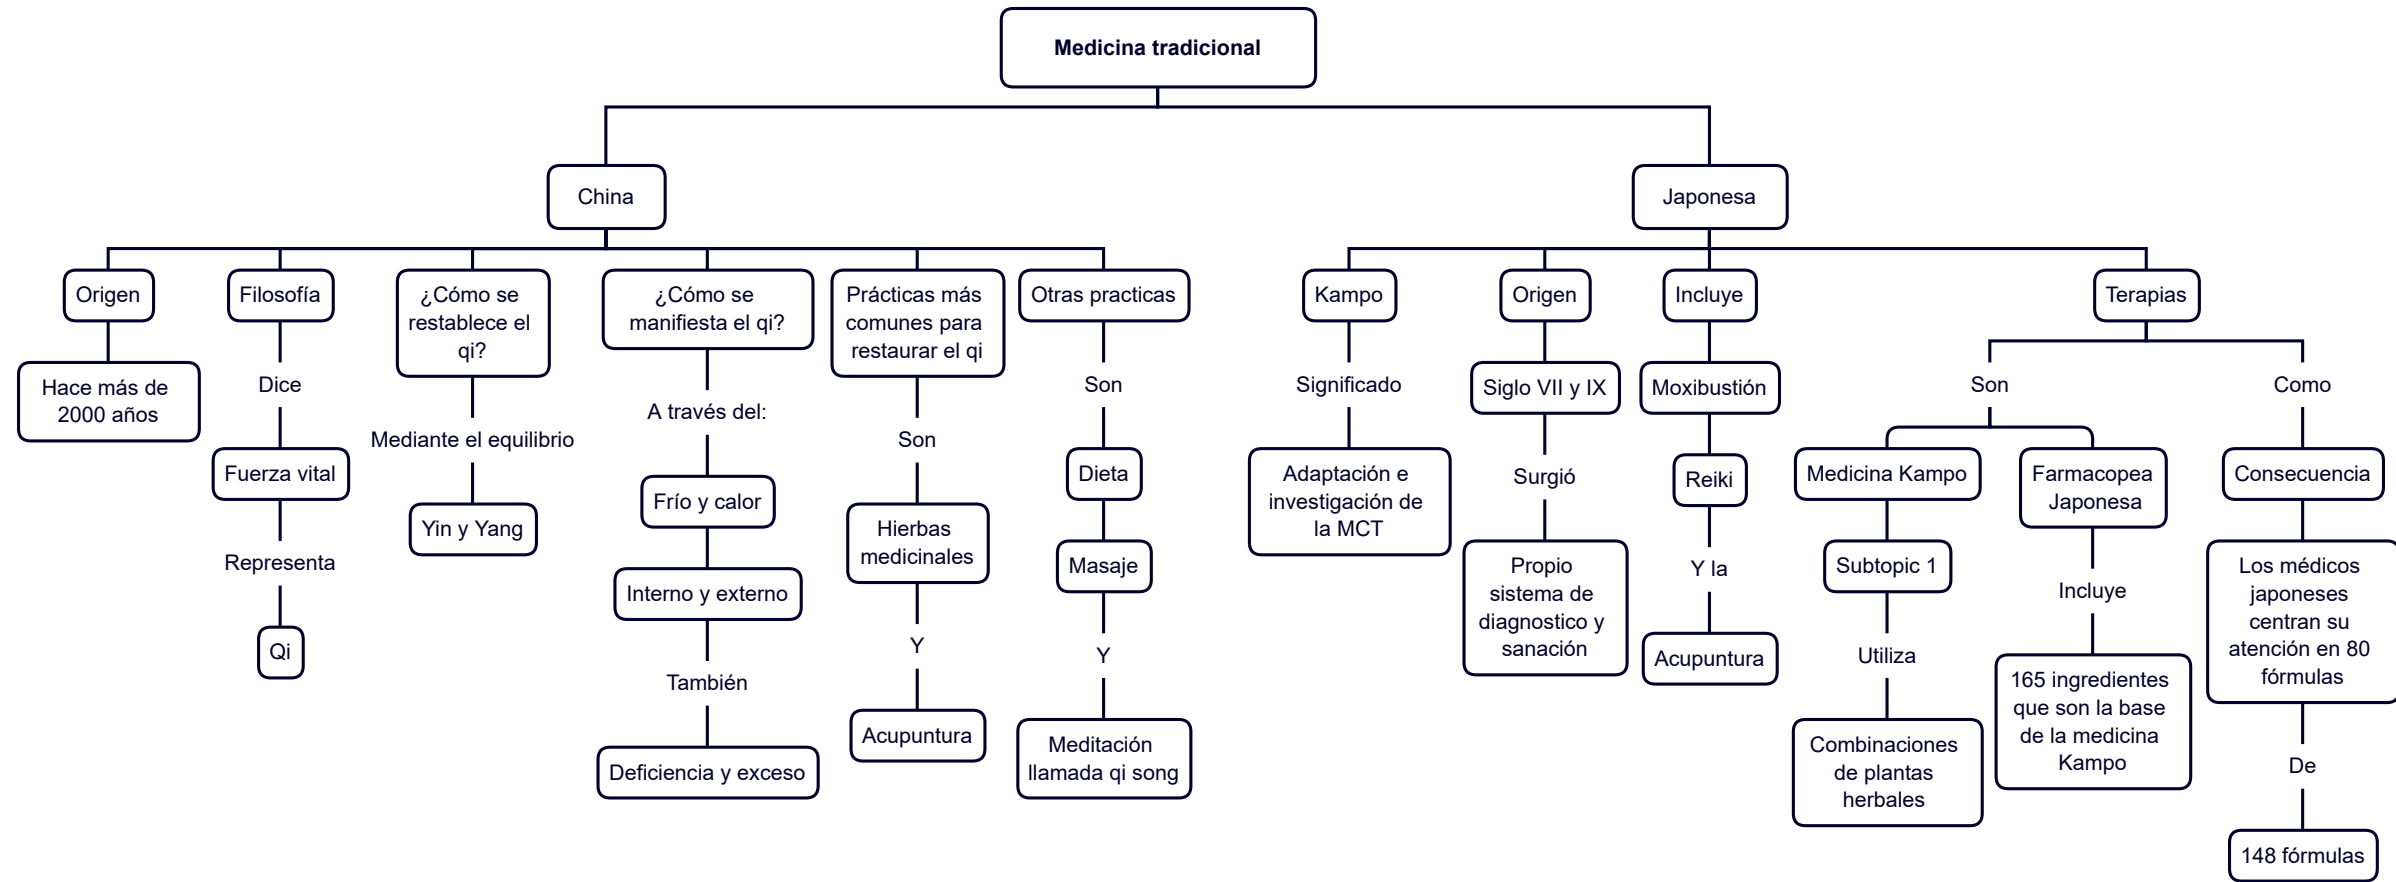 Medicina tradicional
China
Origen
Hace más de
2000 años
Filosofía
Dice
Fuerza vital
Representa
Qi
¿Cómo se
restablece el
qi?
Mediante el equilibrio
Yin y Yang
¿Cómo se
manifiesta el qi?
A través del:
Frío y calor
Interno y externo
También
Deficiencia y exceso
Prácticas más
comunes para
restaurar el qi
Son
Hierbas
medicinales
Y
Acupuntura
Otras practicas
Son
Dieta
Masaje
Y
Meditación
llamada qi song
Japonesa
Kampo
Significado
Adaptación e
investigación de
la MCT
Origen
Siglo VII y IX
Surgió
Propio
sistema de
diagnostico y
sanación
Incluye
Moxibustión
Reiki
Y la
Acupuntura
Terapias
Son
Medicina Kampo
Subtopic 1
Utiliza
Combinaciones
de plantas
herbales
Farmacopea
Japonesa
Incluye
165 ingredientes
que son la base
de la medicina
Kampo
Como
Consecuencia
Los médicos
japoneses
centran su
atención en 80
fórmulas
De
148 fórmulas